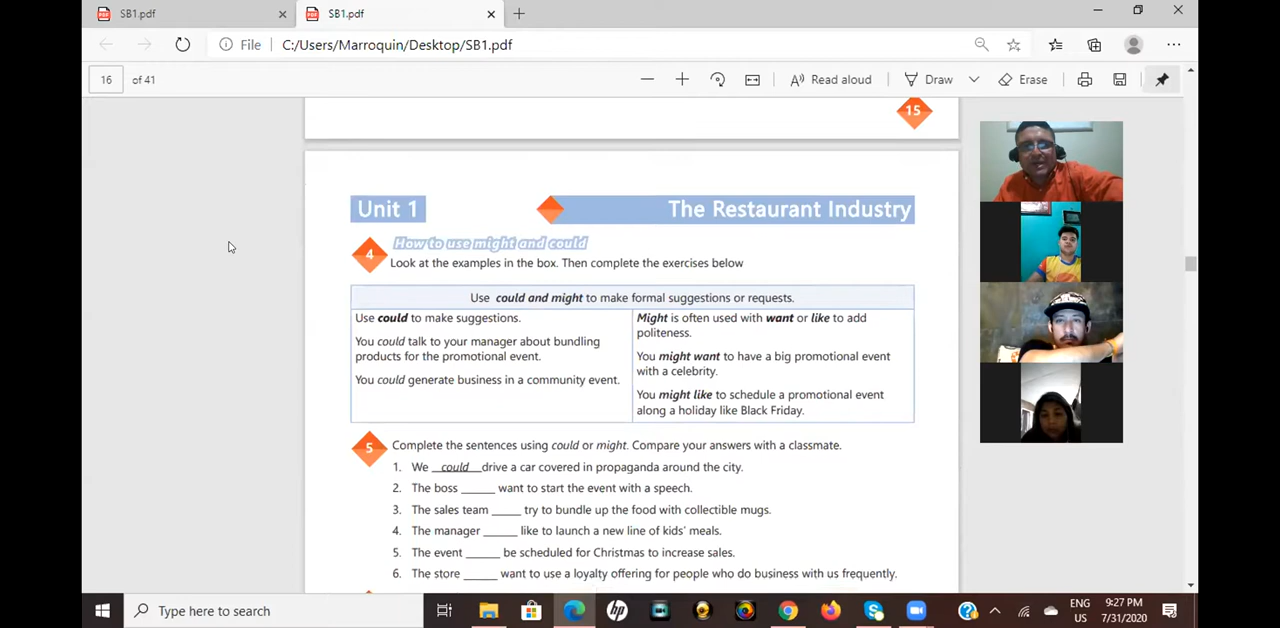 SB1.pdf
SB1.pdf
File C:/Users/Marroquin/Desktop/SB1.pdf
16 of 41 Read aloud Draw Erase
15
Unit 1 The Restaurant Industry
4 How to use might and could
Look at the examples in the box. Then complete the exercises below
Use could and might to make formal suggestions or requests.
Use could to make suggestions.
You could talk to your manager about bundling
products for the promotional event.
You could generate business in a community event.
Might is often used with want or like to add
politeness.
You might want to have a big promotional event
with a celebrity.
You might like to schedule a promotional event
along a holiday like Black Friday.
5 Complete the sentences using could or might. Compare your answers with a classmate.
1. We __could__drive a car covered in propaganda around the city.
2. The boss ______ want to start the event with a speech.
3. The sales team _____ try to bundle up the food with collectible mugs.
4. The manager ______ like to launch a new line of kids' meals.
5. The event ______ be scheduled for Christmas to increase sales.
6. The store ______ want to use a loyalty offering for people who do business with us frequently.
Type here to search
hp
ENG
US
9:27 PM
7/31/2020